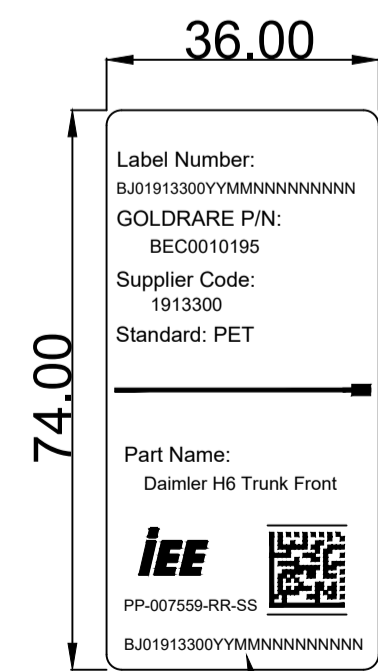 36.00
74.00
Label Number:
BJ01913300YYMMNNNNNNNNNN
GOLDRARE P/N:
BEC0010195
Supplier Code:
1913300
Standard: PET
Part Name:
Daimler H6 Trunk Front
iEE
PP-007559-RR-SS
BJ01913300YYMMNNNNNNNNNN